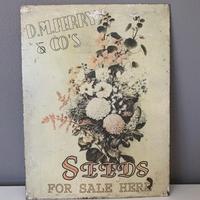 D.M.FERRY
& CO'S
SEEDS
FOR SALE HERE